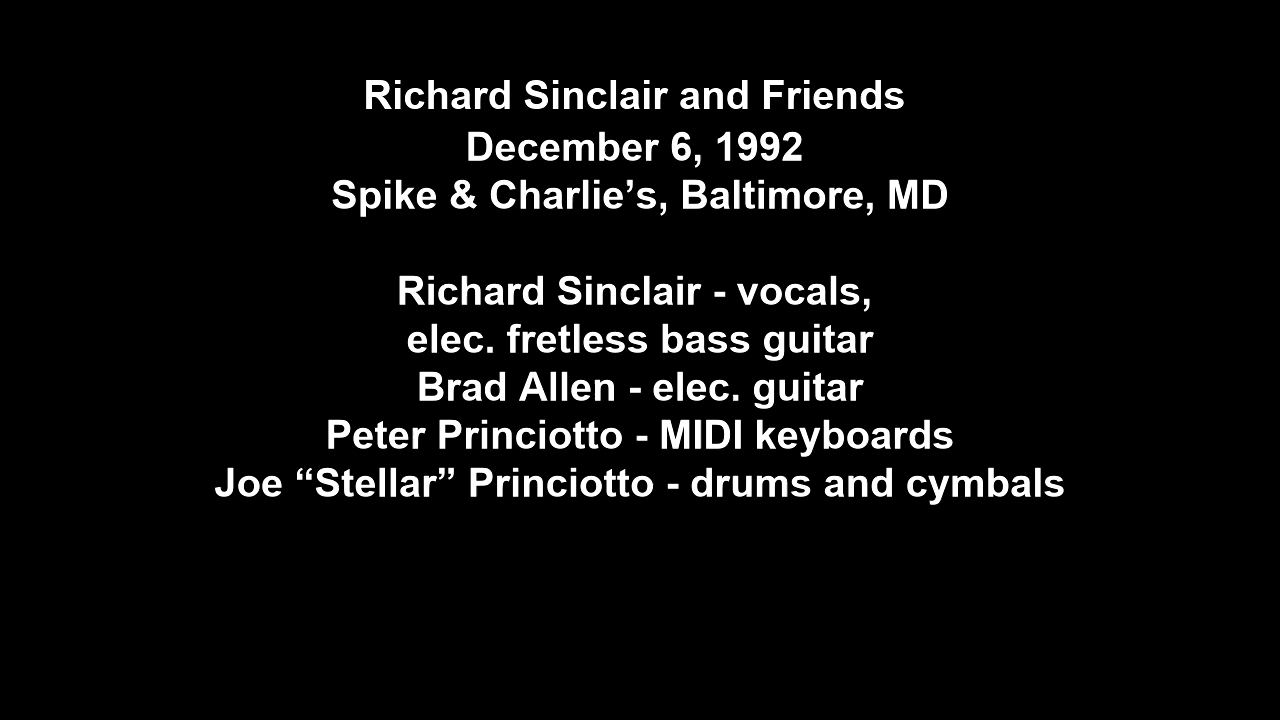 Richard Sinclair and Friends
December 6, 1992
Spike & Charlie’s, Baltimore, MD
Richard Sinclair - vocals,
elec. fretless bass guitar
Brad Allen - elec. guitar
Peter Princiotto - MIDI keyboards
Joe “Stellar” Princiotto - drums and cymbals